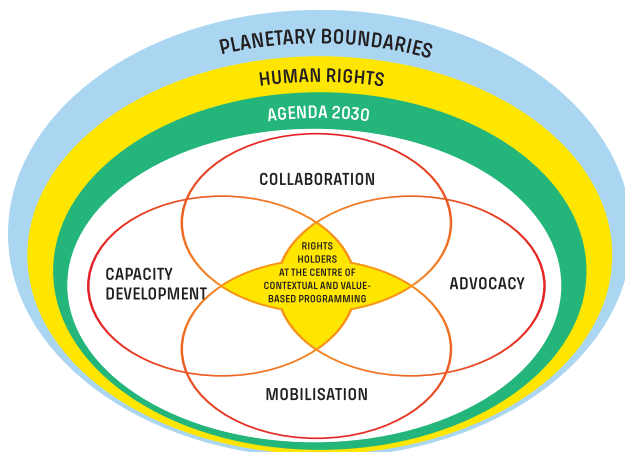 PLANETARY BOUNDARIES
HUMAN RIGHTS
AGENDA 2030
COLLABORATION
RIGHTS
HOLDERS
AT THE CENTRE OF
CONTEXTUAL AND VALUE-
BASED PROGRAMMING
CAPACITY
DEVELOPMENT
ADVOCACY
MOBILISATION